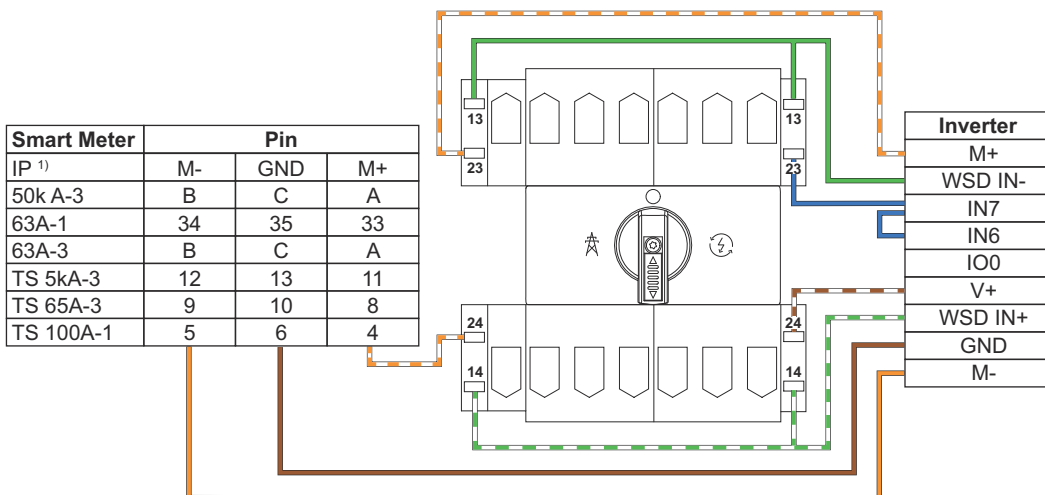 Smart Meter Pin
IP 1) M- GND M+
50k A-3 B C A
63A-1 34 35 33
63A-3 B C A
TS 5kA-3 12 13 11
TS 65A-3 9 10 8
TS 100A-1 5 6 4
13 13
23 23
24 24
14 14
Inverter
M+
WSD IN-
IN7
IN6
IO0
V+
WSD IN+
GND
M-